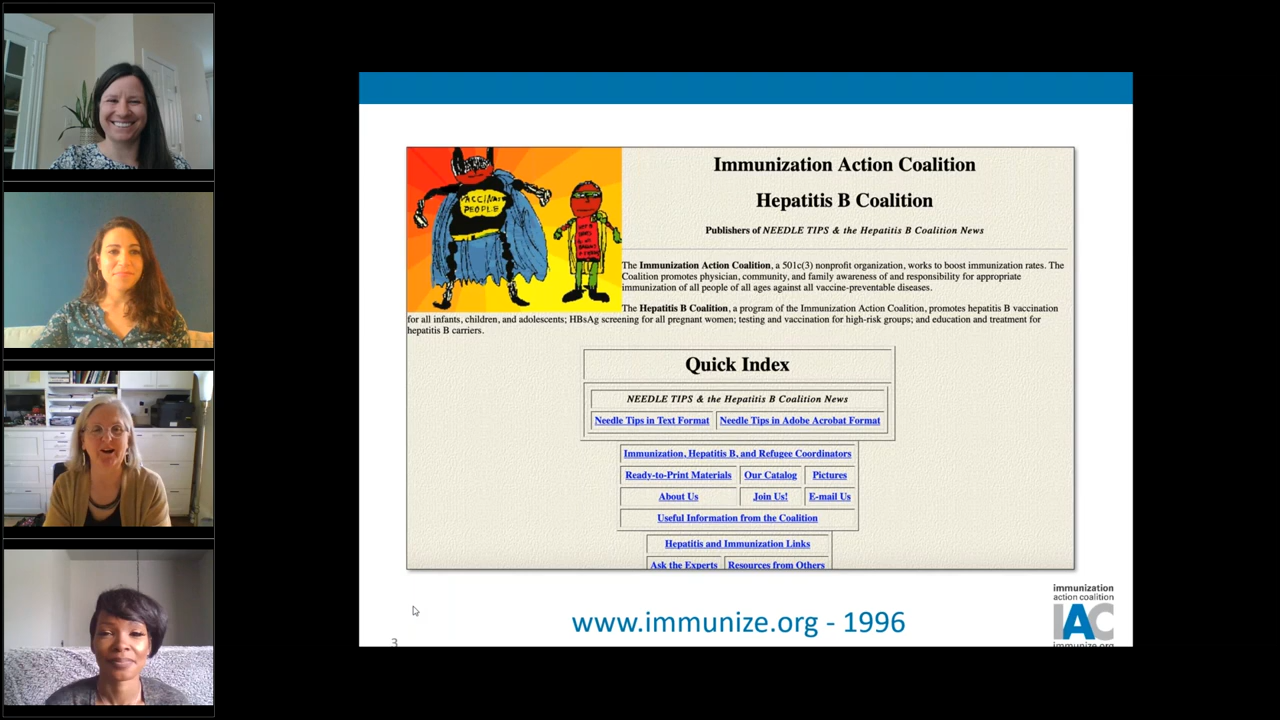 VACCINATE
PEOPLE
Immunization Action Coalition
Hepatitis B Coalition
Publishers of NEEDLE TIPS & the Hepatitis B Coalition News
The Immunization Action Coalition, a 501c(3) nonprofit organization, works to boost immunization rates. The
Coalition promotes physician, community, and family awareness of and responsibility for appropriate
immunization of all people of all ages against all vaccine-preventable diseases.
The Hepatitis B Coalition, a program of the Immunization Action Coalition, promotes hepatitis B vaccination
for all infants, children, and adolescents; HBsAg screening for all pregnant women; testing and vaccination for high-risk groups; and education and treatment for
hepatitis B carriers.
Quick Index
NEEDLE TIPS & the Hepatitis B Coalition News
Needle Tips in Text Format Needle Tips in Adobe Acrobat Format
Immunization, Hepatitis B, and Refugee Coordinators
Ready-to-Print Materials Our Catalog Pictures
About Us Join Us! E-mail Us
Useful Information from the Coalition
Hepatitis and Immunization Links
Ask the Experts Resources from Others
www.immunize.org - 1996
immunization
action coalition
IAC
immunize.org
3